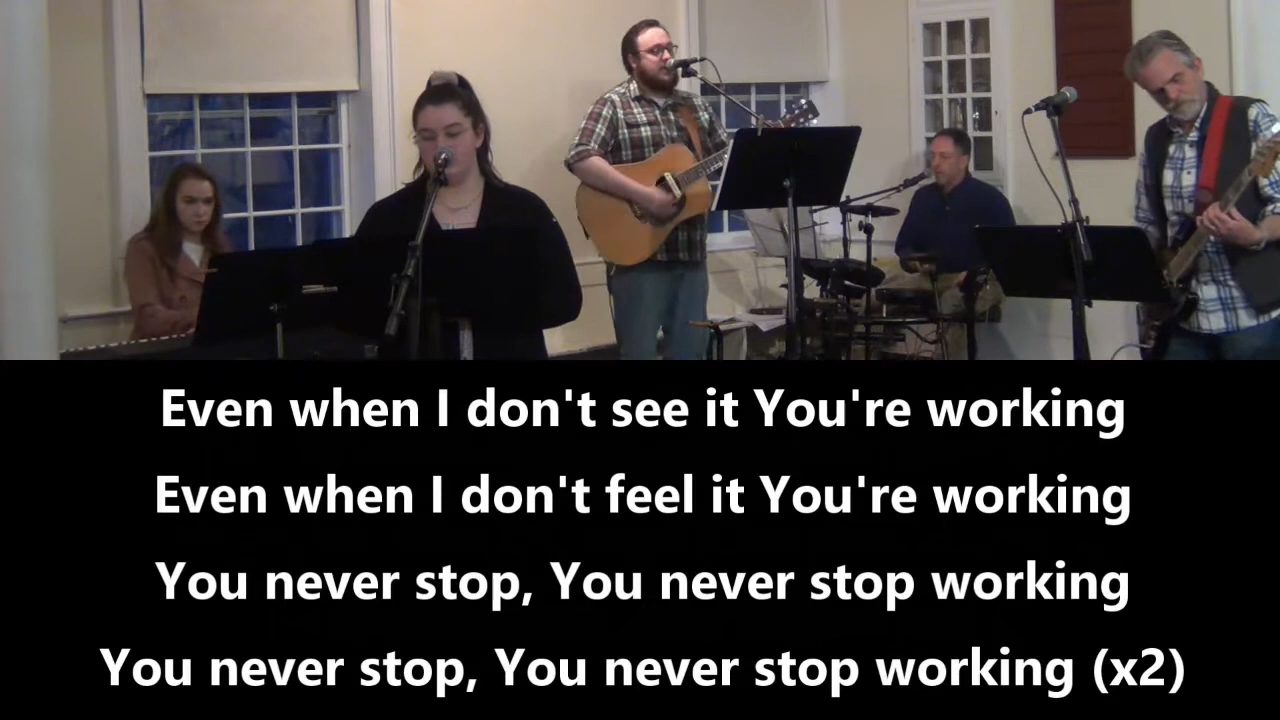 Even when I don't see it You're working
Even when I don't feel it You're working
You never stop, You never stop working
You never stop, You never stop working (x2)